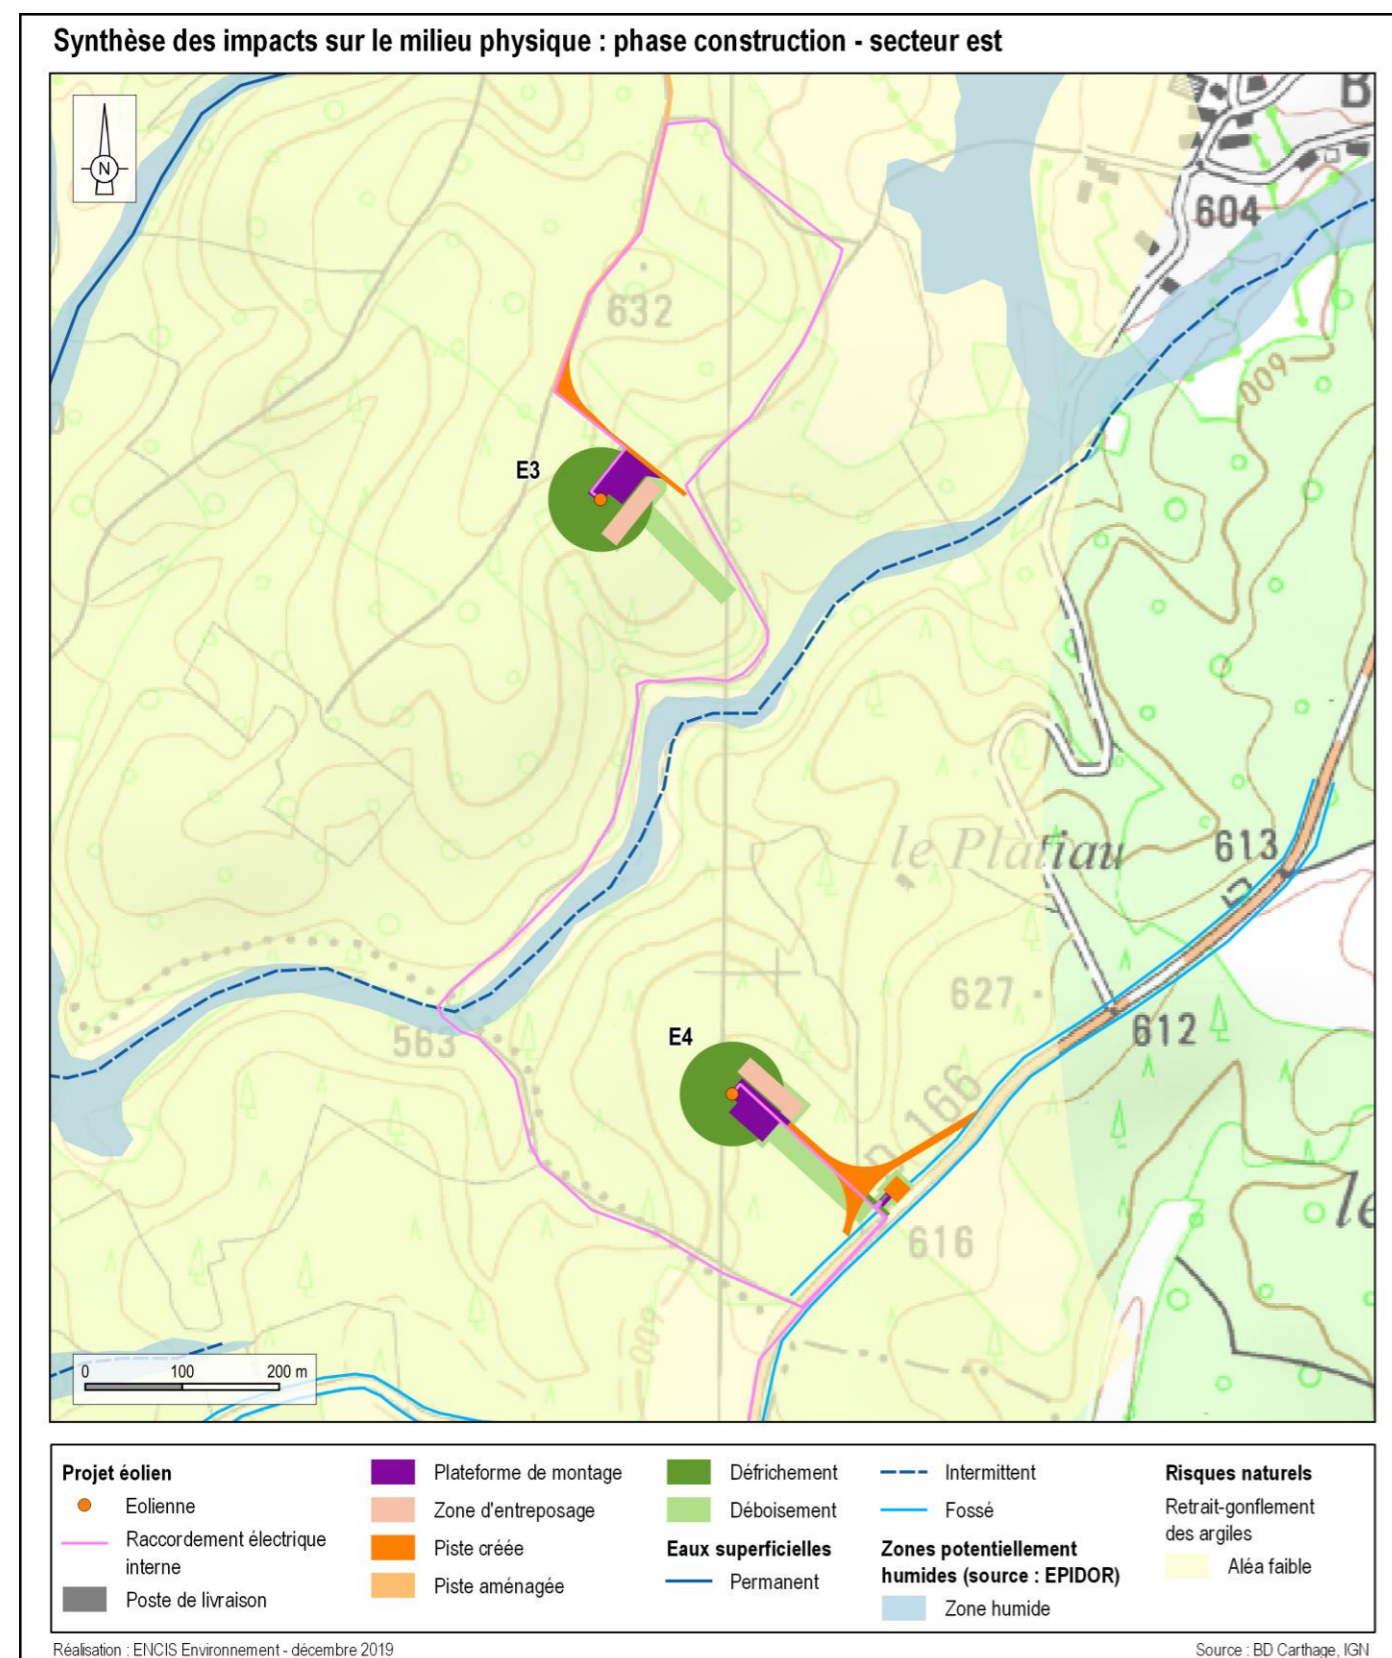 Synthèse des impacts sur le milieu physique : phase construction - secteur est
N
B
604
632
600
E3
le Platiau
613
627
612
563
E4
D 166
le
616
600
0 100 200 m
Projet éolien
Eolienne
Raccordement électrique
interne
Poste de livraison
Plateforme de montage
Zone d'entreposage
Piste créée
Piste aménagée
Défrichement
Déboisement
Eaux superficielles
Permanent
Intermittent
Fossé
Zones potentiellement
humides (source : EPIDOR)
Zone humide
Risques naturels
Retrait-gonflement
des argiles
Aléa faible
Réalisation : ENCIS Environnement - décembre 2019
Source : BD Carthage, IGN